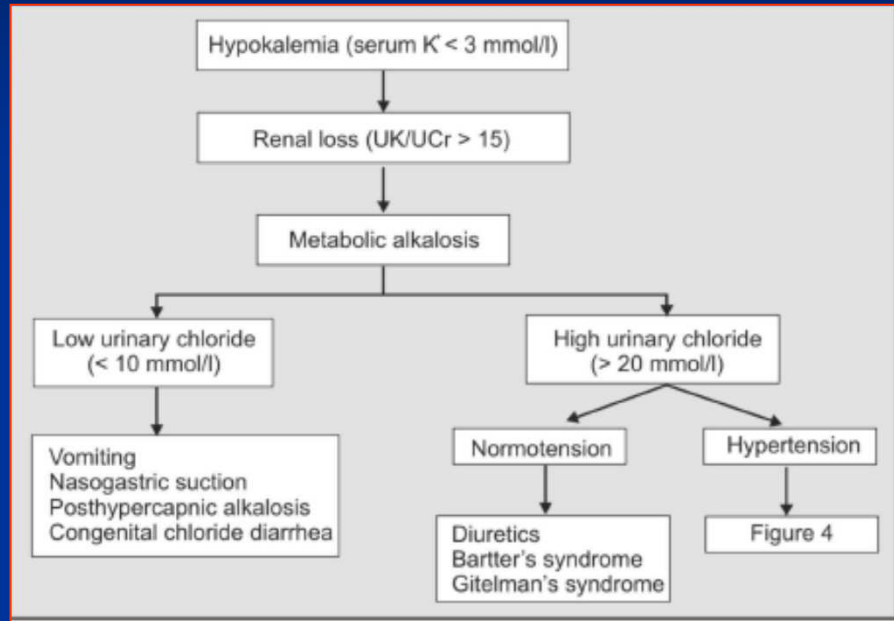 Hypokalemia (serum K⁺ < 3 mmol/l)
Renal loss (UK/UCr > 15)
Metabolic alkalosis
Low urinary chloride
(< 10 mmol/l)
High urinary chloride
(> 20 mmol/l)
Vomiting
Nasogastric suction
Posthypercapnic alkalosis
Congenital chloride diarrhea
Normotension
Hypertension
Diuretics
Bartter's syndrome
Gitelman's syndrome
Figure 4